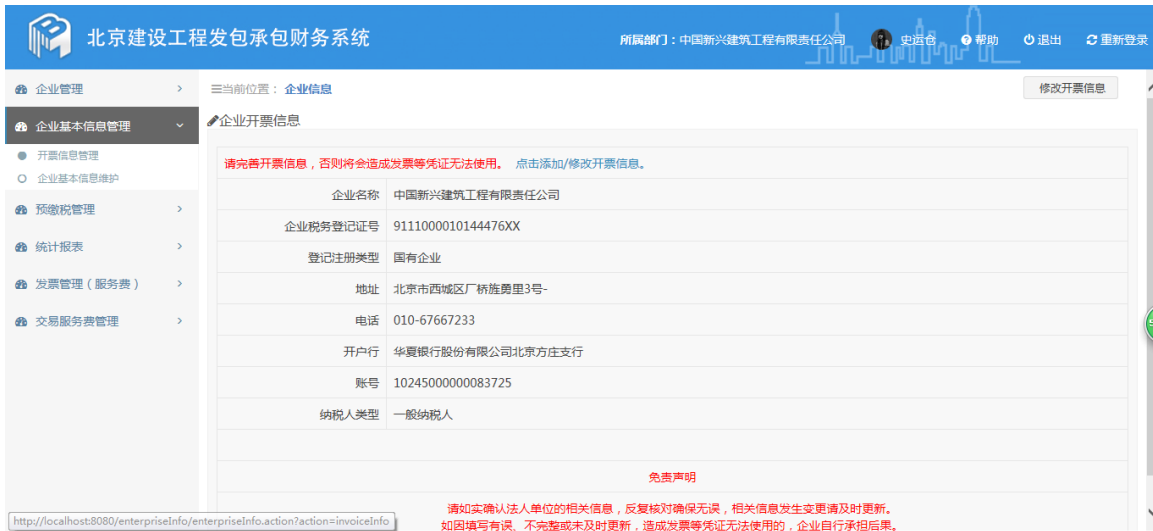 北京建设工程发包承包财务系统
所属部门：中国新兴建筑工程有限责任公司 史运仓 帮助 退出 重新登录
企业管理
企业基本信息管理
开票信息管理
企业基本信息维护
预缴税管理
统计报表
发票管理（服务费）
交易服务费管理
当前位置： 企业信息
修改开票信息
企业开票信息
请完善开票信息，否则将会造成发票等凭证无法使用。 点击添加/修改开票信息。
企业名称 中国新兴建筑工程有限责任公司
企业税务登记证号 9111000010144476XX
登记注册类型 国有企业
地址 北京市西城区厂桥旌勇里3号-
电话 010-67667233
开户行 华夏银行股份有限公司北京方庄支行
账号 10245000000083725
纳税人类型 一般纳税人
免责声明
请如实确认法人单位的相关信息，反复核对确保无误，相关信息发生变更请及时更新。
如因填写有误、不完整或未及时更新，造成发票等凭证无法使用的，企业自行承担后果。
http://localhost:8080/enterpriseInfo/enterpriseInfo.action?action=invoiceInfo